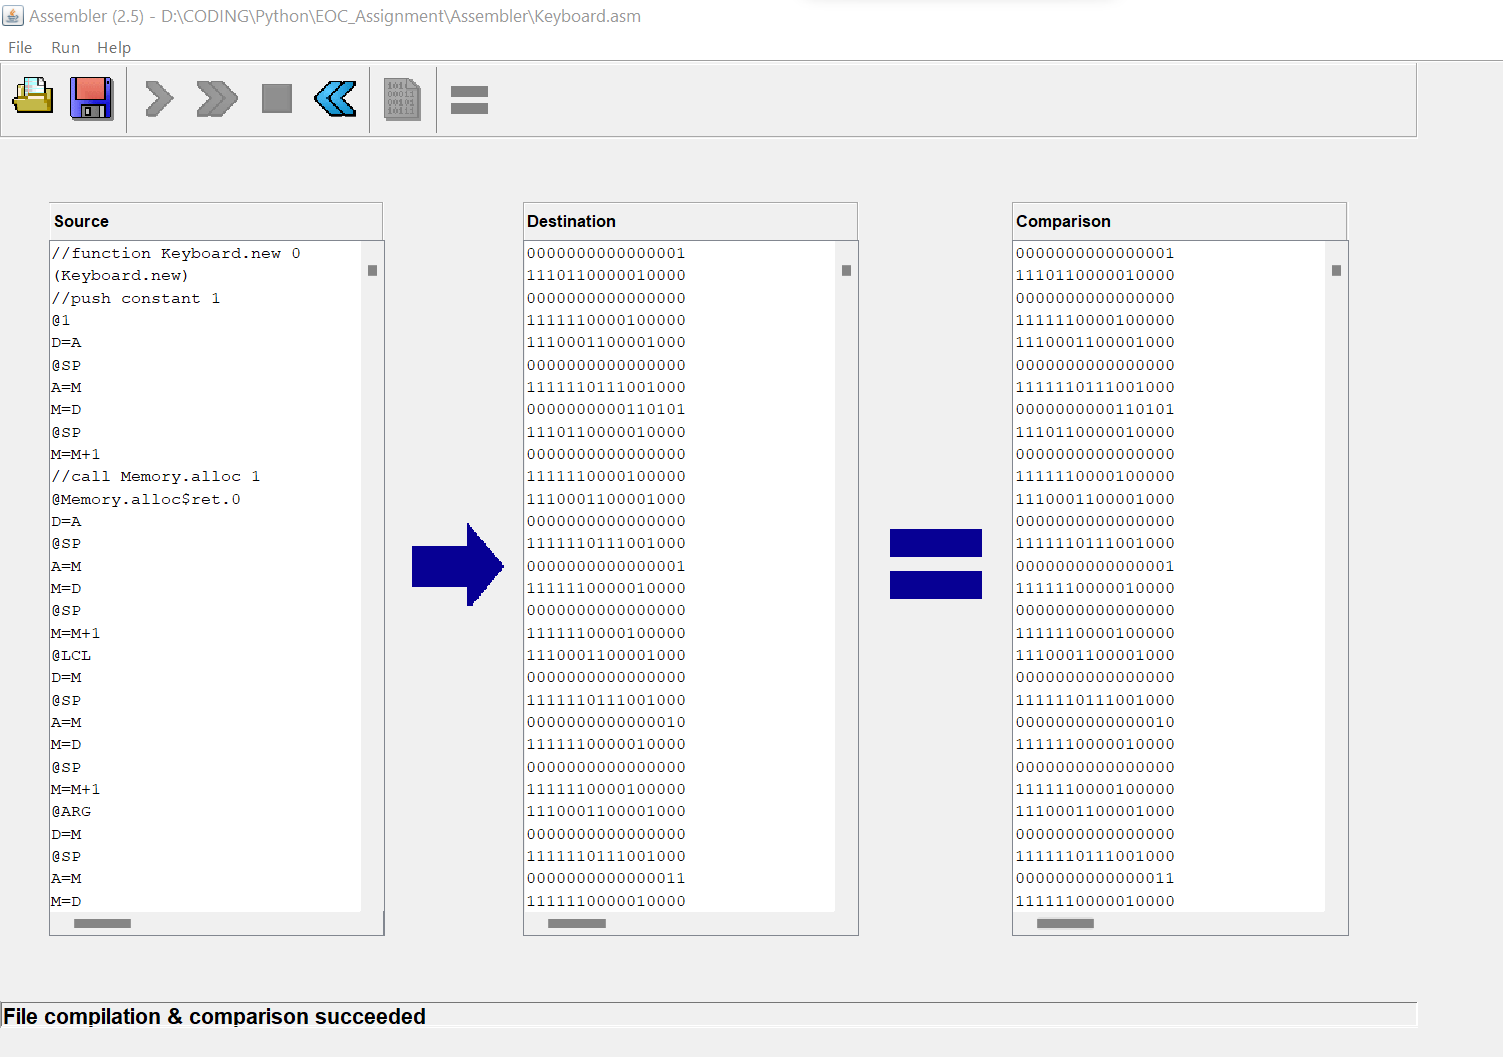 Assembler (2.5) - D:\CODING\Python\EOC_Assignment\Assembler\Keyboard.asm
File Run Help
Source
//function Keyboard.new 0
(Keyboard.new)
//push constant 1
@1
D=A
@SP
A=M
M=D
@SP
M=M+1
//call Memory.alloc 1
@Memory.alloc$ret.0
D=A
@SP
A=M
M=D
@SP
M=M+1
@LCL
D=M
@SP
A=M
M=D
@SP
M=M+1
@ARG
D=M
@SP
A=M
M=D
Destination
0000000000000001
1110110000010000
0000000000000000
1111110000100000
1110001100001000
0000000000000000
1111110111001000
0000000000110101
1110110000010000
0000000000000000
1111110000100000
1110001100001000
0000000000000000
1111110111001000
0000000000000001
1111110000010000
0000000000000000
1111110000100000
1110001100001000
0000000000000000
1111110111001000
0000000000000010
1111110000010000
0000000000000000
1111110000100000
1110001100001000
0000000000000000
1111110111001000
0000000000000011
1111110000010000
Comparison
0000000000000001
1110110000010000
0000000000000000
1111110000100000
1110001100001000
0000000000000000
1111110111001000
0000000000110101
1110110000010000
0000000000000000
1111110000100000
1110001100001000
0000000000000000
1111110111001000
0000000000000001
1111110000010000
0000000000000000
1111110000100000
1110001100001000
0000000000000000
1111110111001000
0000000000000010
1111110000010000
0000000000000000
1111110000100000
1110001100001000
0000000000000000
1111110111001000
0000000000000011
1111110000010000
File compilation & comparison succeeded